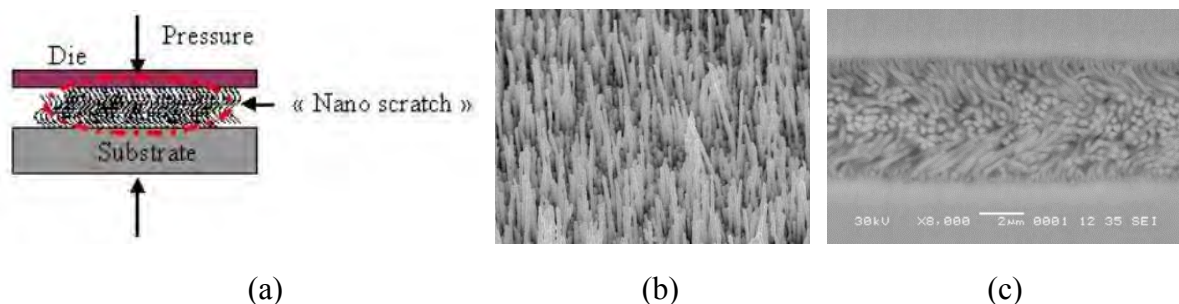 Pressure
Die
« Nano scratch »
Substrate
30kV X8,000 2μm 0001 12 35 SEI
(a) (b) (c)